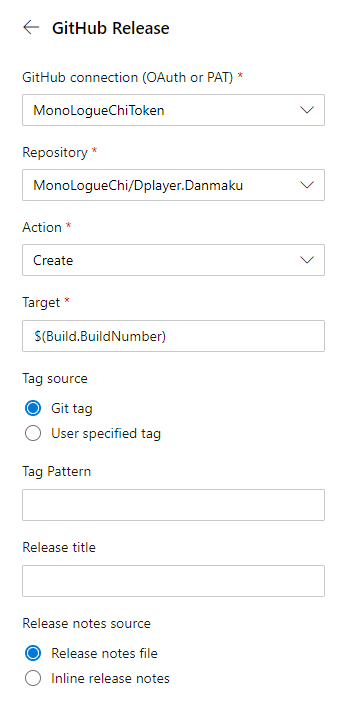 GitHub Release
GitHub connection (OAuth or PAT) *
MonoLogueChiToken
Repository *
MonoLogueChi/Dplayer.Danmaku
Action *
Create
Target *
$(Build.BuildNumber)
Tag source
Git tag
User specified tag
Tag Pattern
Release title
Release notes source
Release notes file
Inline release notes